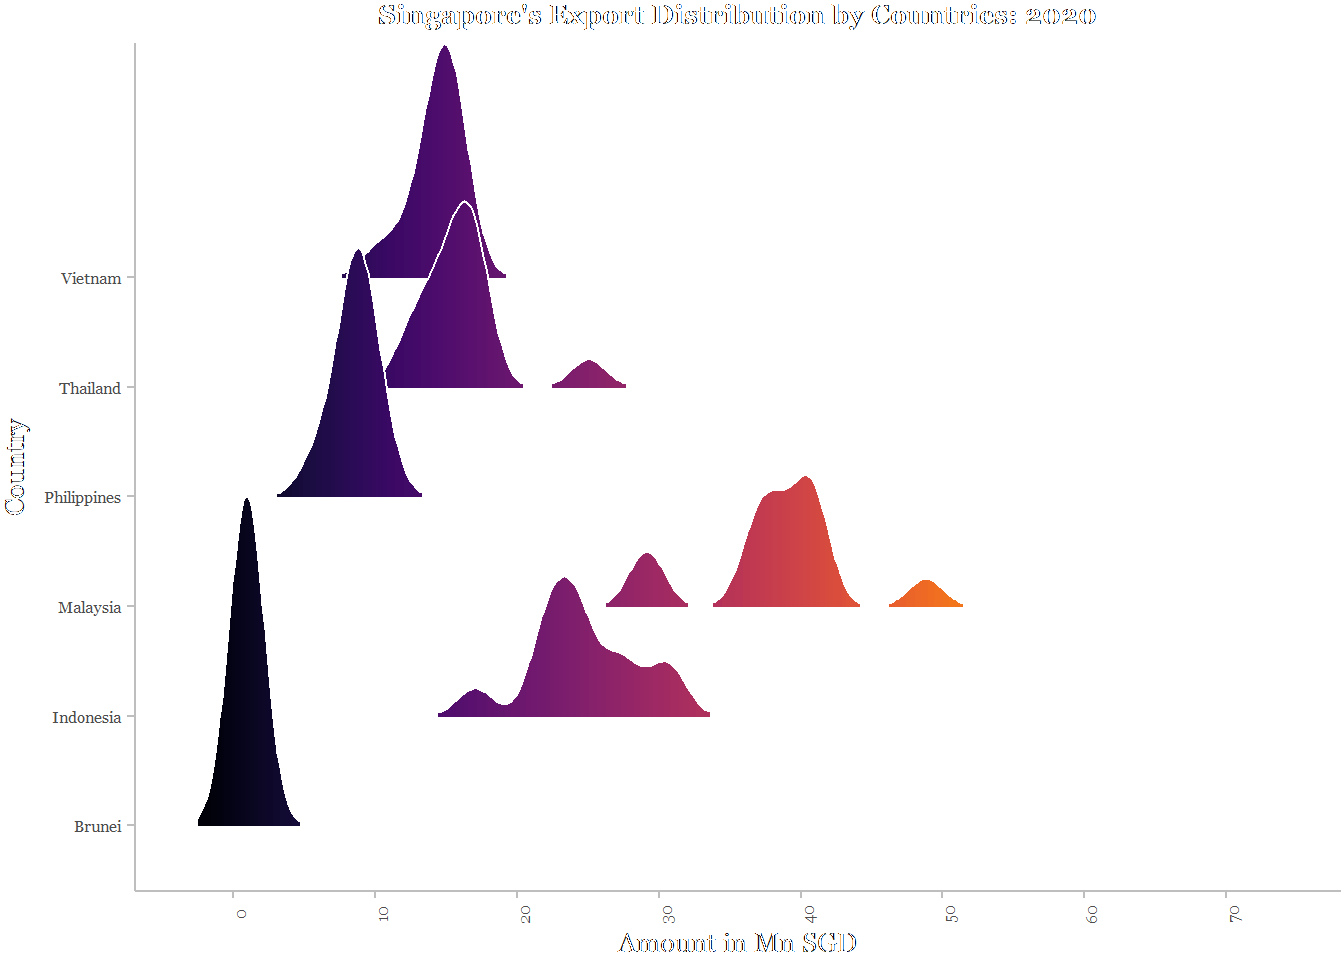 Singapore's Export Distribution by Countries: 2020
Country
Vietnam
Thailand
Philippines
Malaysia
Indonesia
Brunei
0
10
20
30
40
50
60
70
Amount in Mn SGD